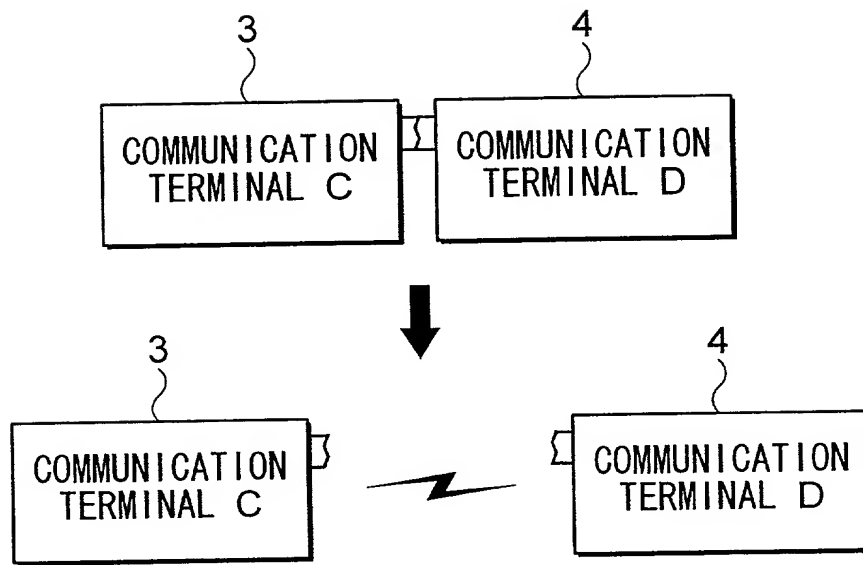 3
4
COMMUNICATION
TERMINAL C
COMMUNICATION
TERMINAL D
3
4
COMMUNICATION
TERMINAL C
COMMUNICATION
TERMINAL D